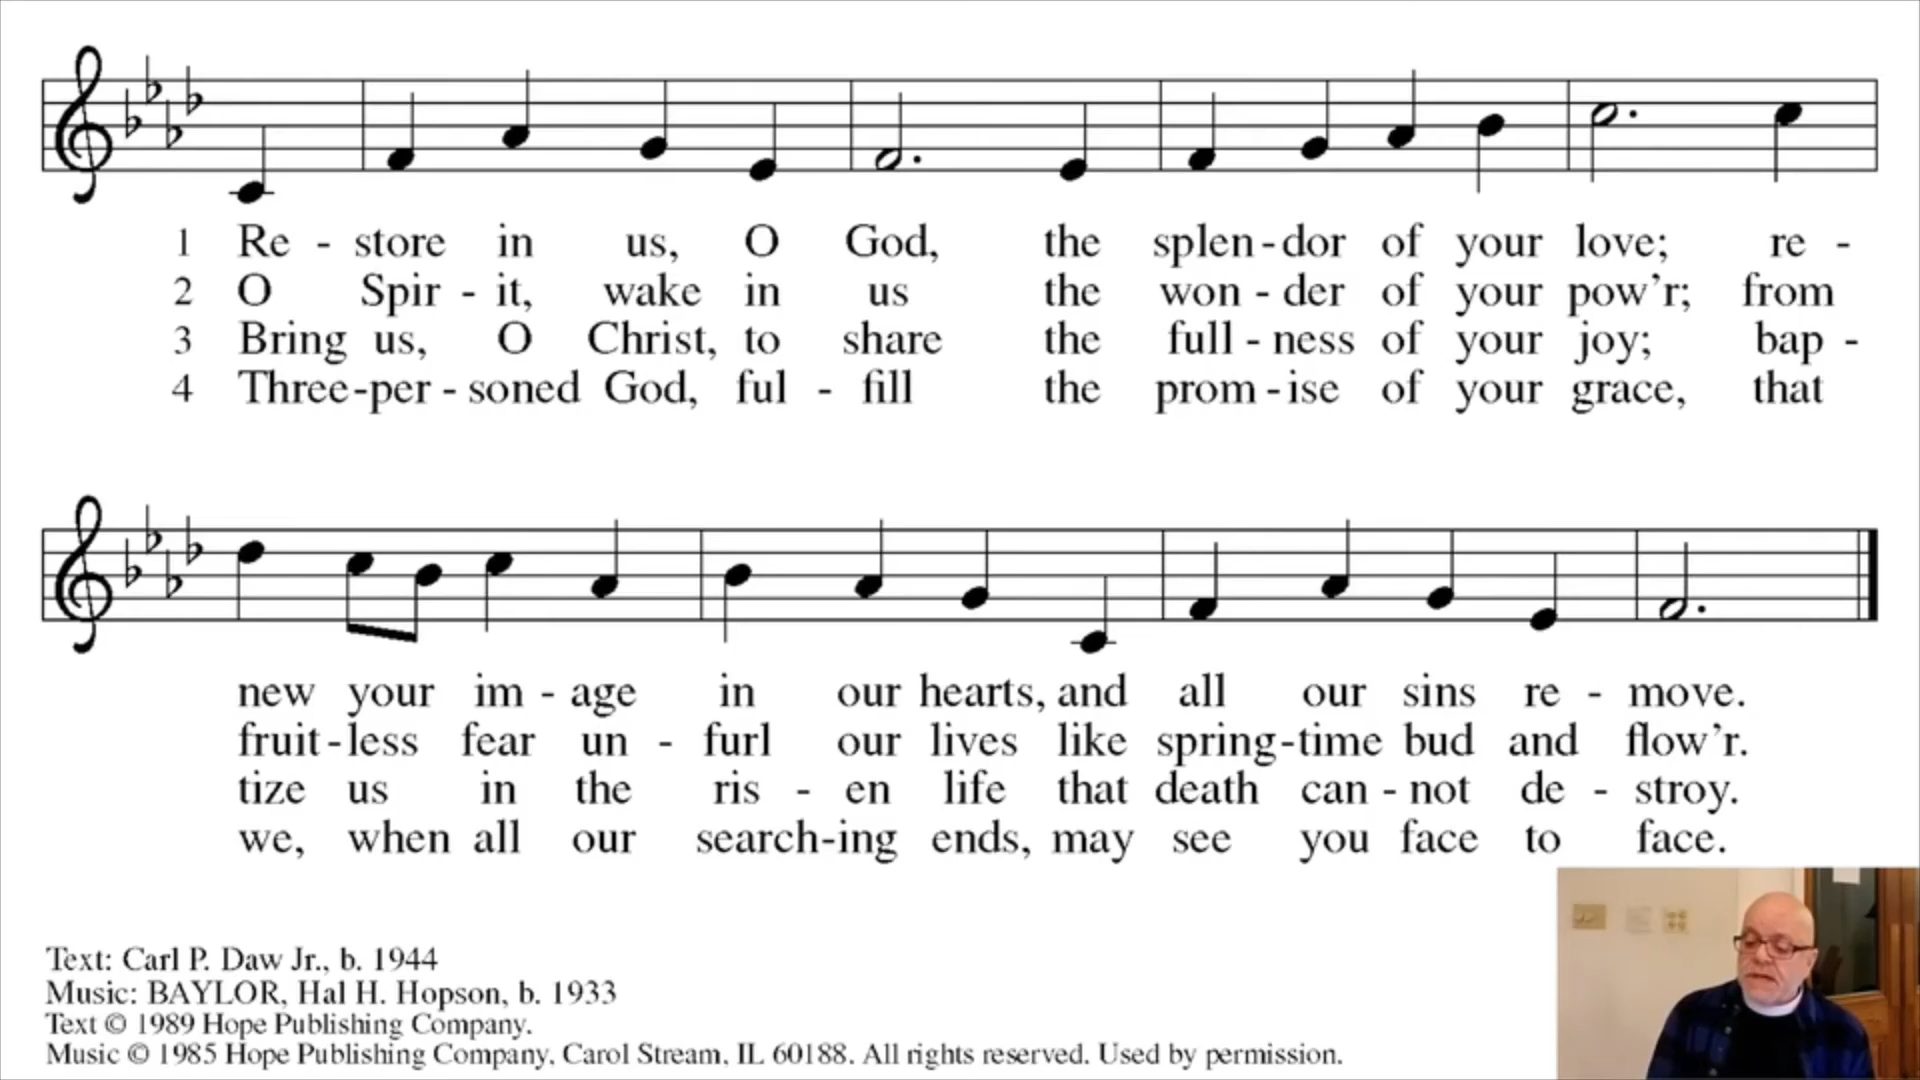 1 Re - store in us, O God, the splen - dor of your love; re -
2 O Spir - it, wake in us the won - der of your pow'r; from
3 Bring us, O Christ, to share the full - ness of your joy; bap -
4 Three - per - soned God, ful - fill the prom - ise of your grace, that
new your im - age in our hearts, and all our sins re - move.
fruit - less fear un - furl our lives like spring - time bud and flow'r.
tize us in the ris - en life that death can - not de - stroy.
we, when all our search - ing ends, may see you face to face.
Text: Carl P. Daw Jr., b. 1944
Music: BAYLOR, Hal H. Hopson, b. 1933
Text © 1989 Hope Publishing Company.
Music © 1985 Hope Publishing Company, Carol Stream, IL 60188. All rights reserved. Used by permission.